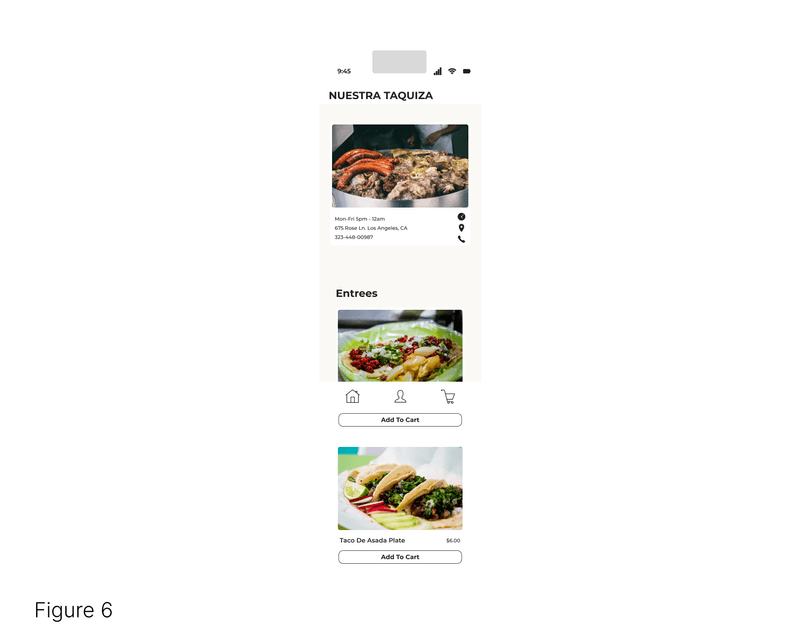 9:45
NUESTRA TAQUIZA
Mon-Fri 5pm - 12am
675 Rose Ln. Los Angeles, CA
323-448-00987
Entrees
Add To Cart
Taco De Asada Plate $6.00
Add To Cart
Figure 6